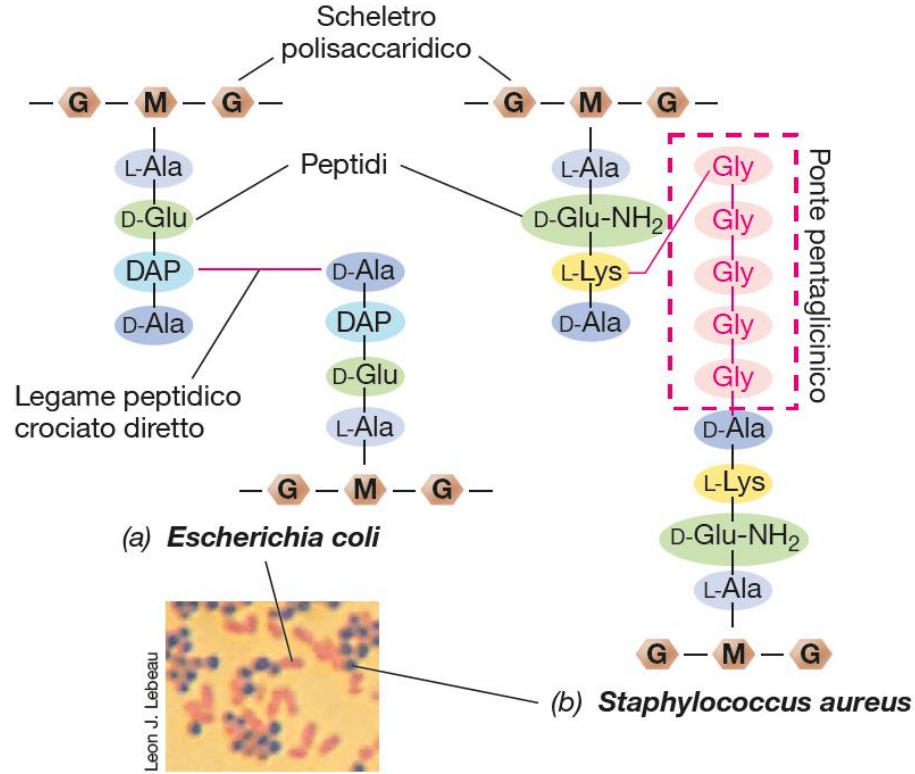 Scheletro
polisaccaridico
G M G
G M G
L-Ala
D-Glu
DAP
D-Ala
Peptidi
L-Ala
D-Glu-NH₂
L-Lys
D-Ala
Gly
Gly
Gly
Gly
Gly
Ponte pentaglicinico
D-Ala
DAP
D-Glu
L-Ala
G M G
Legame peptidico
crociato diretto
D-Ala
L-Lys
D-Glu-NH₂
L-Ala
G M G
(a) Escherichia coli
(b) Staphylococcus aureus
Leon J. Lebeau